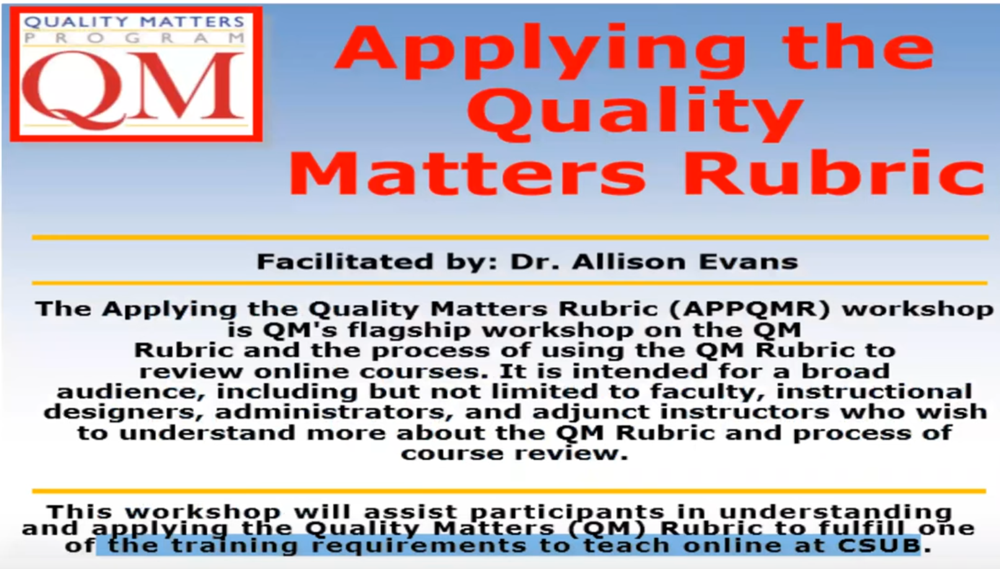 QUALITY MATTERS
PROGRAM
QM
Applying the
Quality
Matters Rubric
Facilitated by: Dr. Allison Evans
The Applying the Quality Matters Rubric (APPQMR) workshop
is QM's flagship workshop on the QM
Rubric and the process of using the QM Rubric to
review online courses. It is intended for a broad
audience, including but not limited to faculty, instructional
designers, administrators, and adjunct instructors who wish
to understand more about the QM Rubric and process of
course review.
This workshop will assist participants in understanding
and applying the Quality Matters (QM) Rubric to fulfill one
of the training requirements to teach online at CSUB.